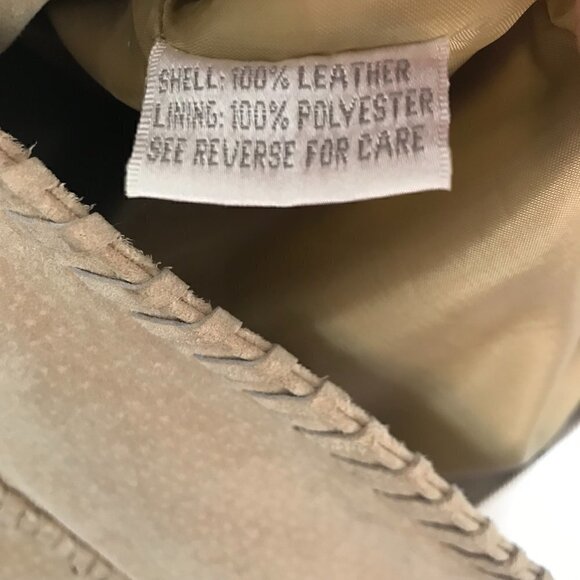 SHELL: 100% LEATHER
LINING: 100% POLYESTER
SEE REVERSE FOR CARE